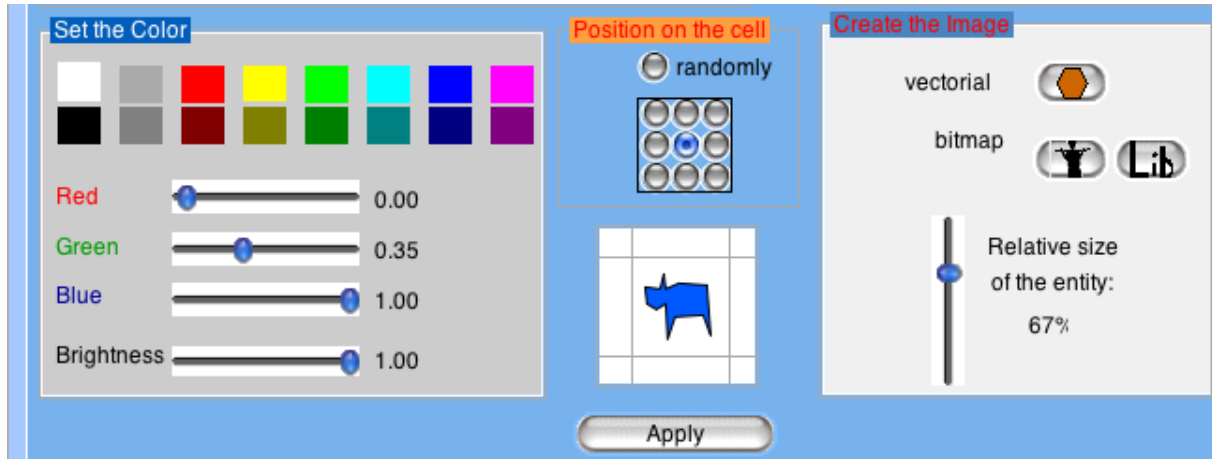 Set the Color
Red 0.00
Green 0.35
Blue 1.00
Brightness 1.00
Position on the cell
randomly
Apply
Create the Image
vectorial
bitmap
Lib
Relative size
of the entity:
67%